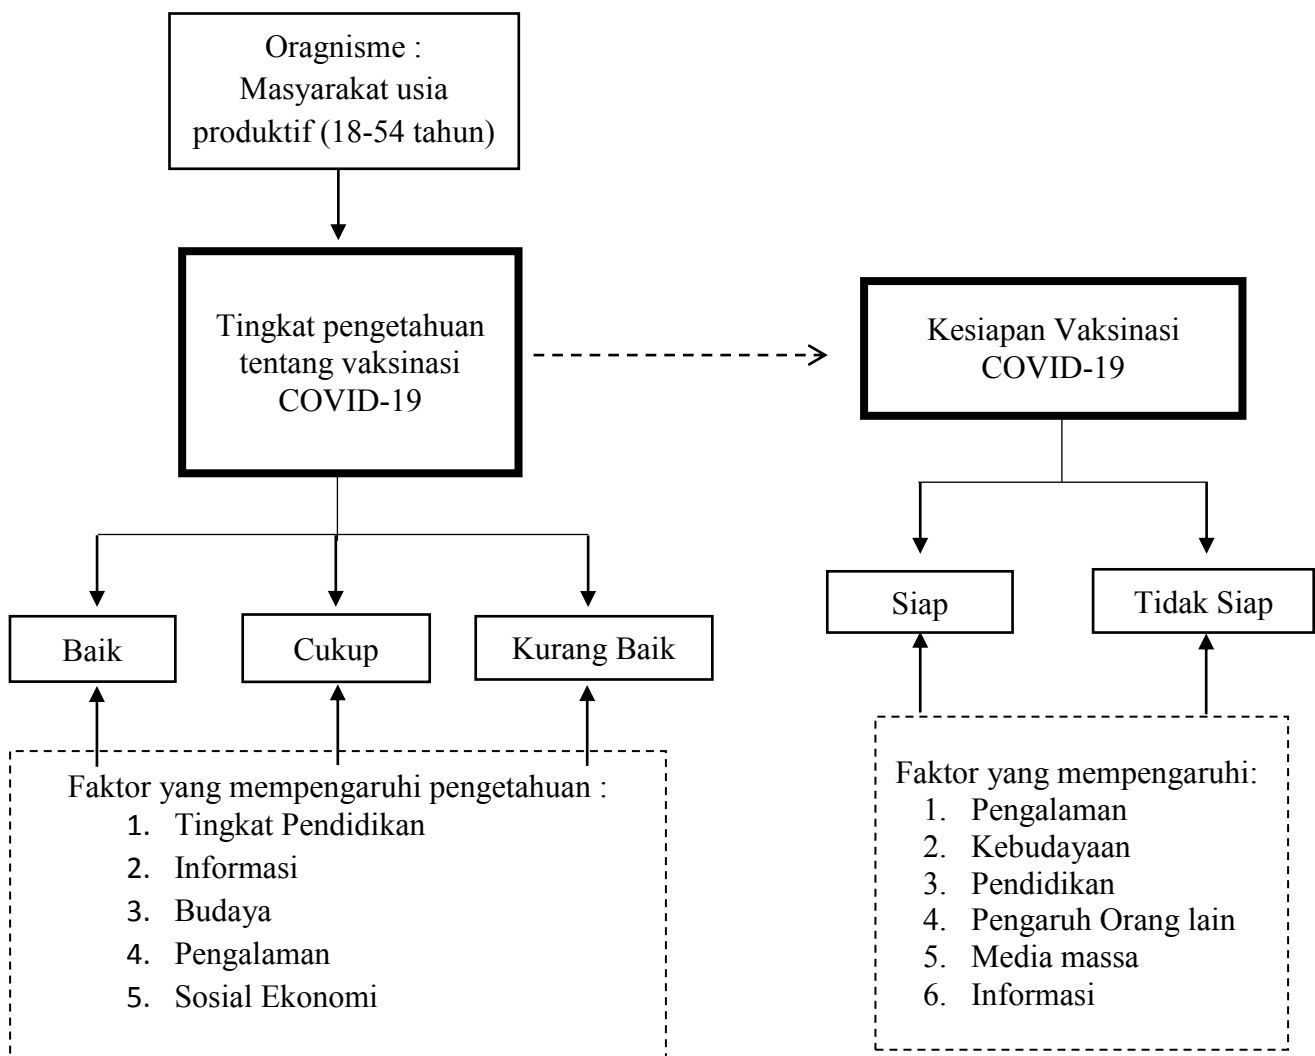 Oragnisme :
Masyarakat usia
produktif (18-54 tahun)
Tingkat pengetahuan
tentang vaksinasi
COVID-19
Kesiapan Vaksinasi
COVID-19
Baik
Cukup
Kurang Baik
Siap
Tidak Siap
Faktor yang mempengaruhi pengetahuan :
1. Tingkat Pendidikan
2. Informasi
3. Budaya
4. Pengalaman
5. Sosial Ekonomi
Faktor yang mempengaruhi:
1. Pengalaman
2. Kebudayaan
3. Pendidikan
4. Pengaruh Orang lain
5. Media massa
6. Informasi